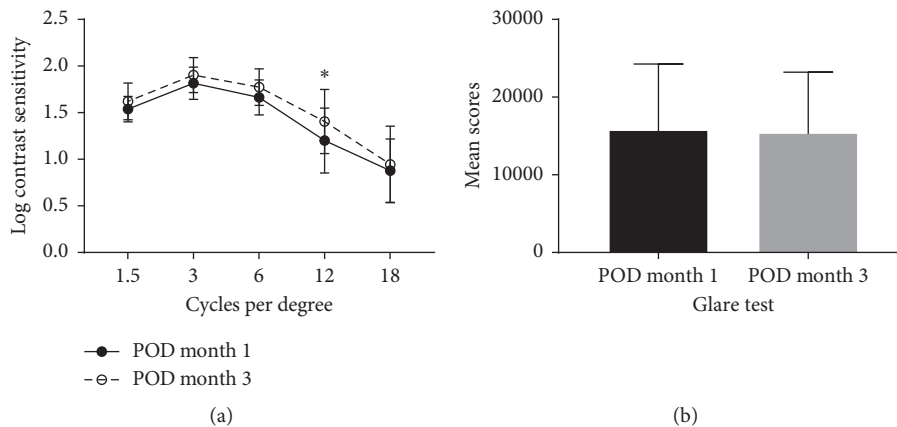 Log contrast sensitivity
2.5
2.0
1.5
1.0
0.5
0.0
*
1.5 3 6 12 18
Cycles per degree
POD month 1
POD month 3
(a)
Mean scores
30000
20000
10000
0
POD month 1 POD month 3
Glare test
(b)